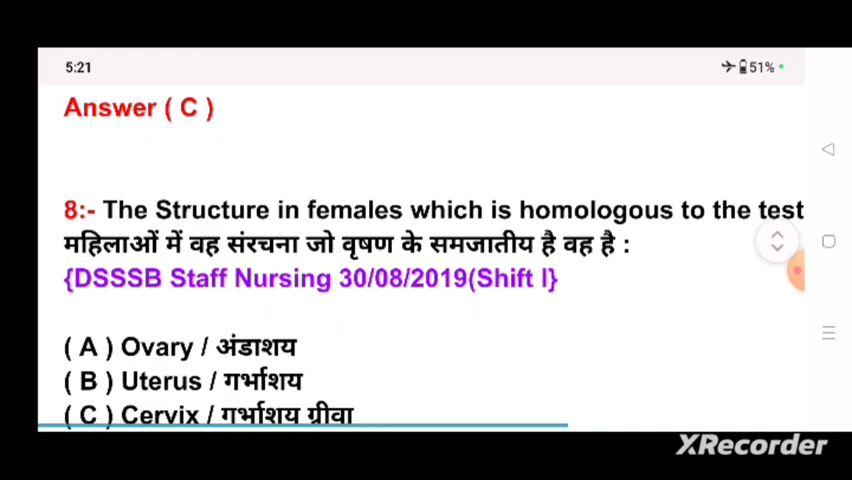 5:21
51%
Answer ( C )
8:- The Structure in females which is homologous to the test
महिलाओं में वह संरचना जो वृषण के समजातीय है वह है :
{DSSSB Staff Nursing 30/08/2019(Shift I}
( A ) Ovary / अंडाशय
( B ) Uterus / गर्भाशय
( C ) Cervix / गर्भाशय ग्रीवा
XRecorder